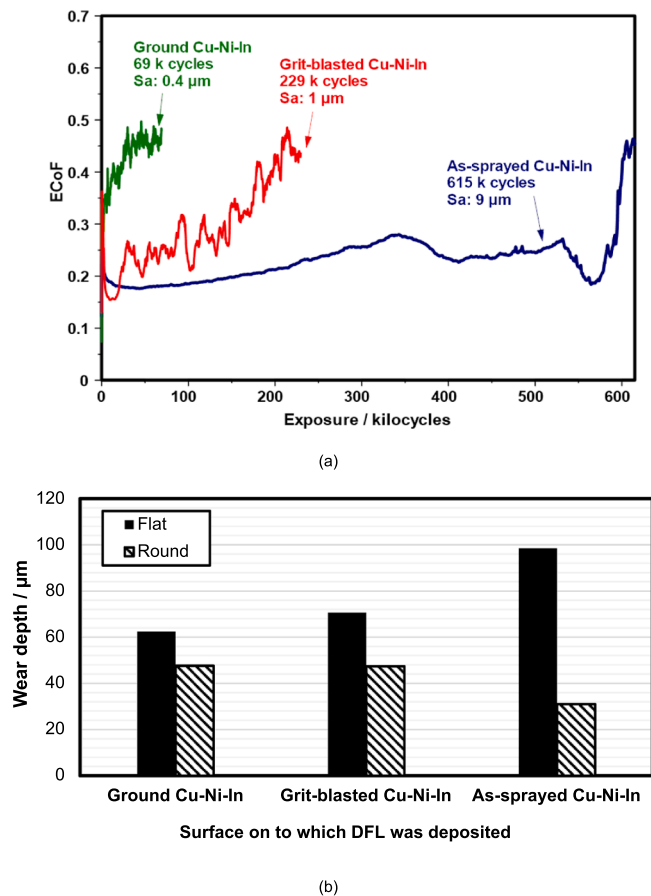 0.7
0.6
0.5
0.4
0.3
0.2
0.1
0
ECoF
Ground Cu-Ni-In
69 k cycles
Sa: 0.4 µm
Grit-blasted Cu-Ni-In
229 k cycles
Sa: 1 µm
As-sprayed Cu-Ni-In
615 k cycles
Sa: 9 µm
0 100 200 300 400 500 600
Exposure / kilocycles
(a)
120
100
80
60
40
20
0
Wear depth / µm
Flat
Round
Ground Cu-Ni-In Grit-blasted Cu-Ni-In As-sprayed Cu-Ni-In
Surface on to which DFL was deposited
(b)